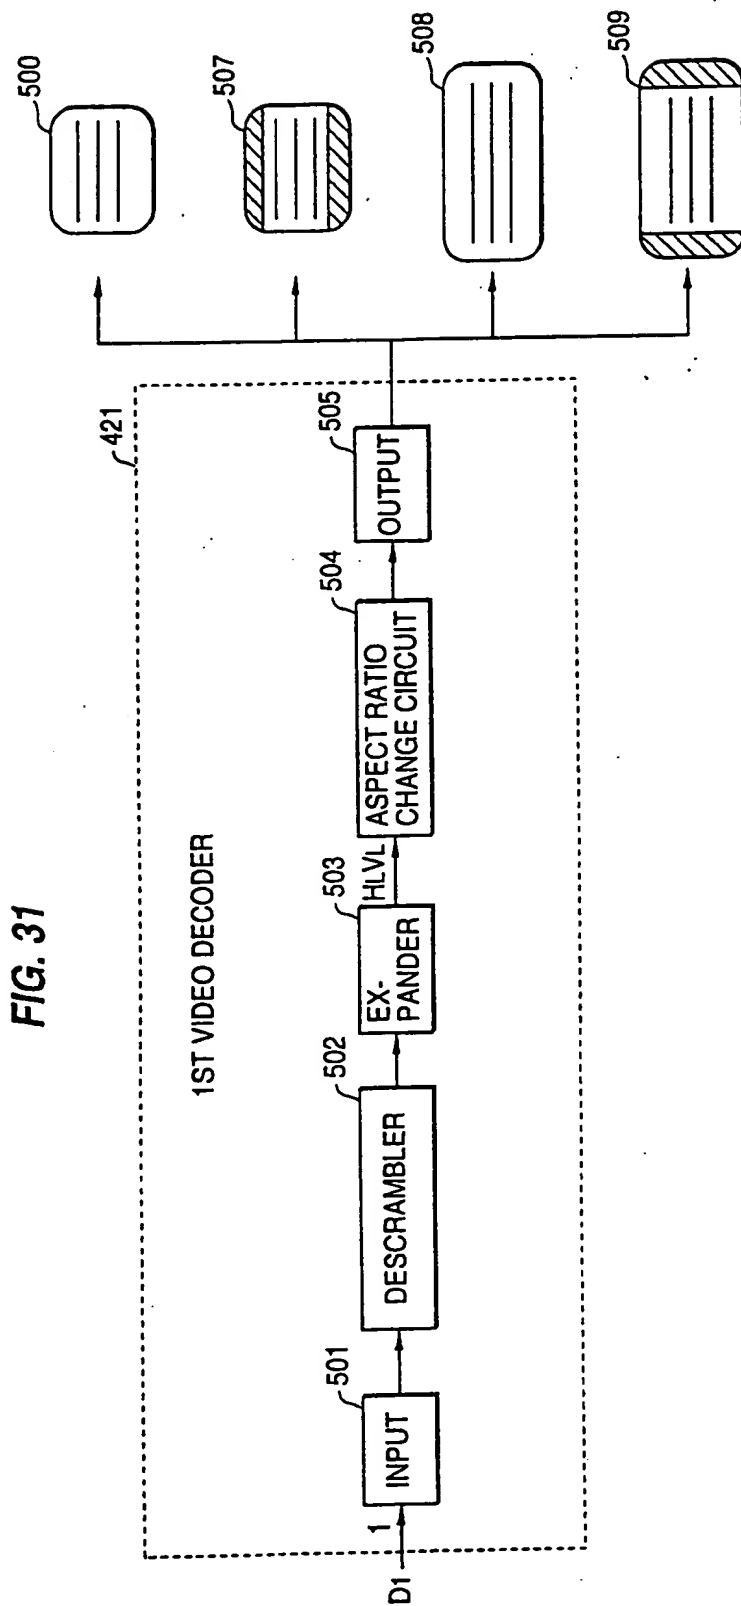 FIG. 31
1ST VIDEO DECODER
421
D1
1
INPUT
501
DESCRAMBLER
502
EX-
PANDER
503
HLVL
ASPECT RATIO
CHANGE CIRCUIT
504
OUTPUT
505
500
507
508
509